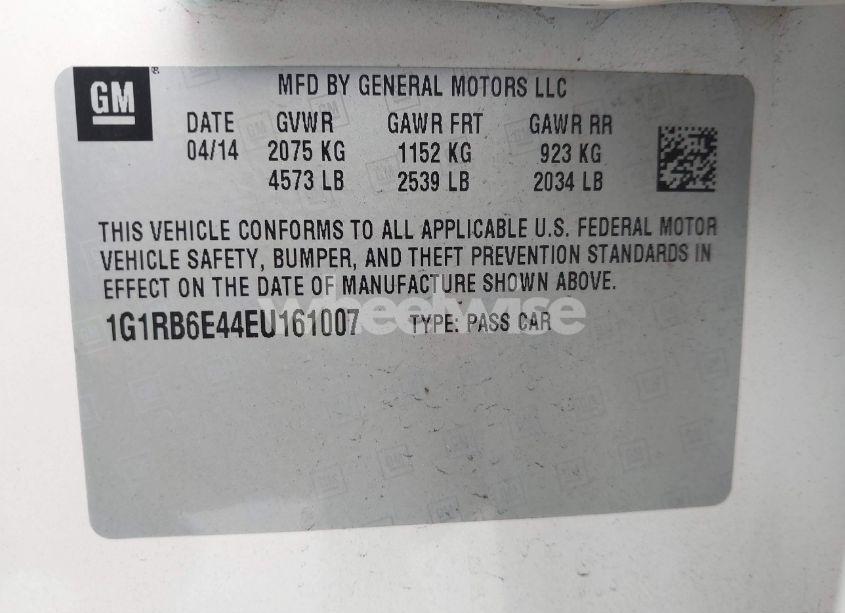 GM
MFD BY GENERAL MOTORS LLC
DATE GVWR GAWR FRT GAWR RR
04/14 2075 KG 1152 KG 923 KG
4573 LB 2539 LB 2034 LB
THIS VEHICLE CONFORMS TO ALL APPLICABLE U.S. FEDERAL MOTOR
VEHICLE SAFETY, BUMPER, AND THEFT PREVENTION STANDARDS IN
EFFECT ON THE DATE OF MANUFACTURE SHOWN ABOVE.
1G1RB6E44EU161007 TYPE: PASS CAR
wheelwise